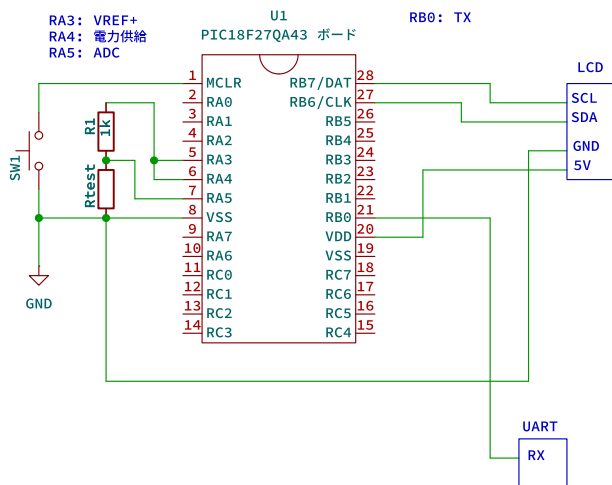 RA3: VREF+
RA4: 電力供給
RA5: ADC
U1
PIC18F27QA43 ボード
RB0: TX
1 MCLR RB7/DAT 28
2 RA0 RB6/CLK 27
3 RA1 RB5 26
4 RA2 RB4 25
5 RA3 RB3 24
6 RA4 RB2 23
7 RA5 RB1 22
8 VSS RB0 21
9 RA7 VDD 20
10 RA6 VSS 19
11 RC0 RC7 18
12 RC1 RC6 17
13 RC2 RC5 16
14 RC3 RC4 15
R1
1k
Rtest
SW1
GND
LCD
SCL
SDA
GND
5V
UART
RX